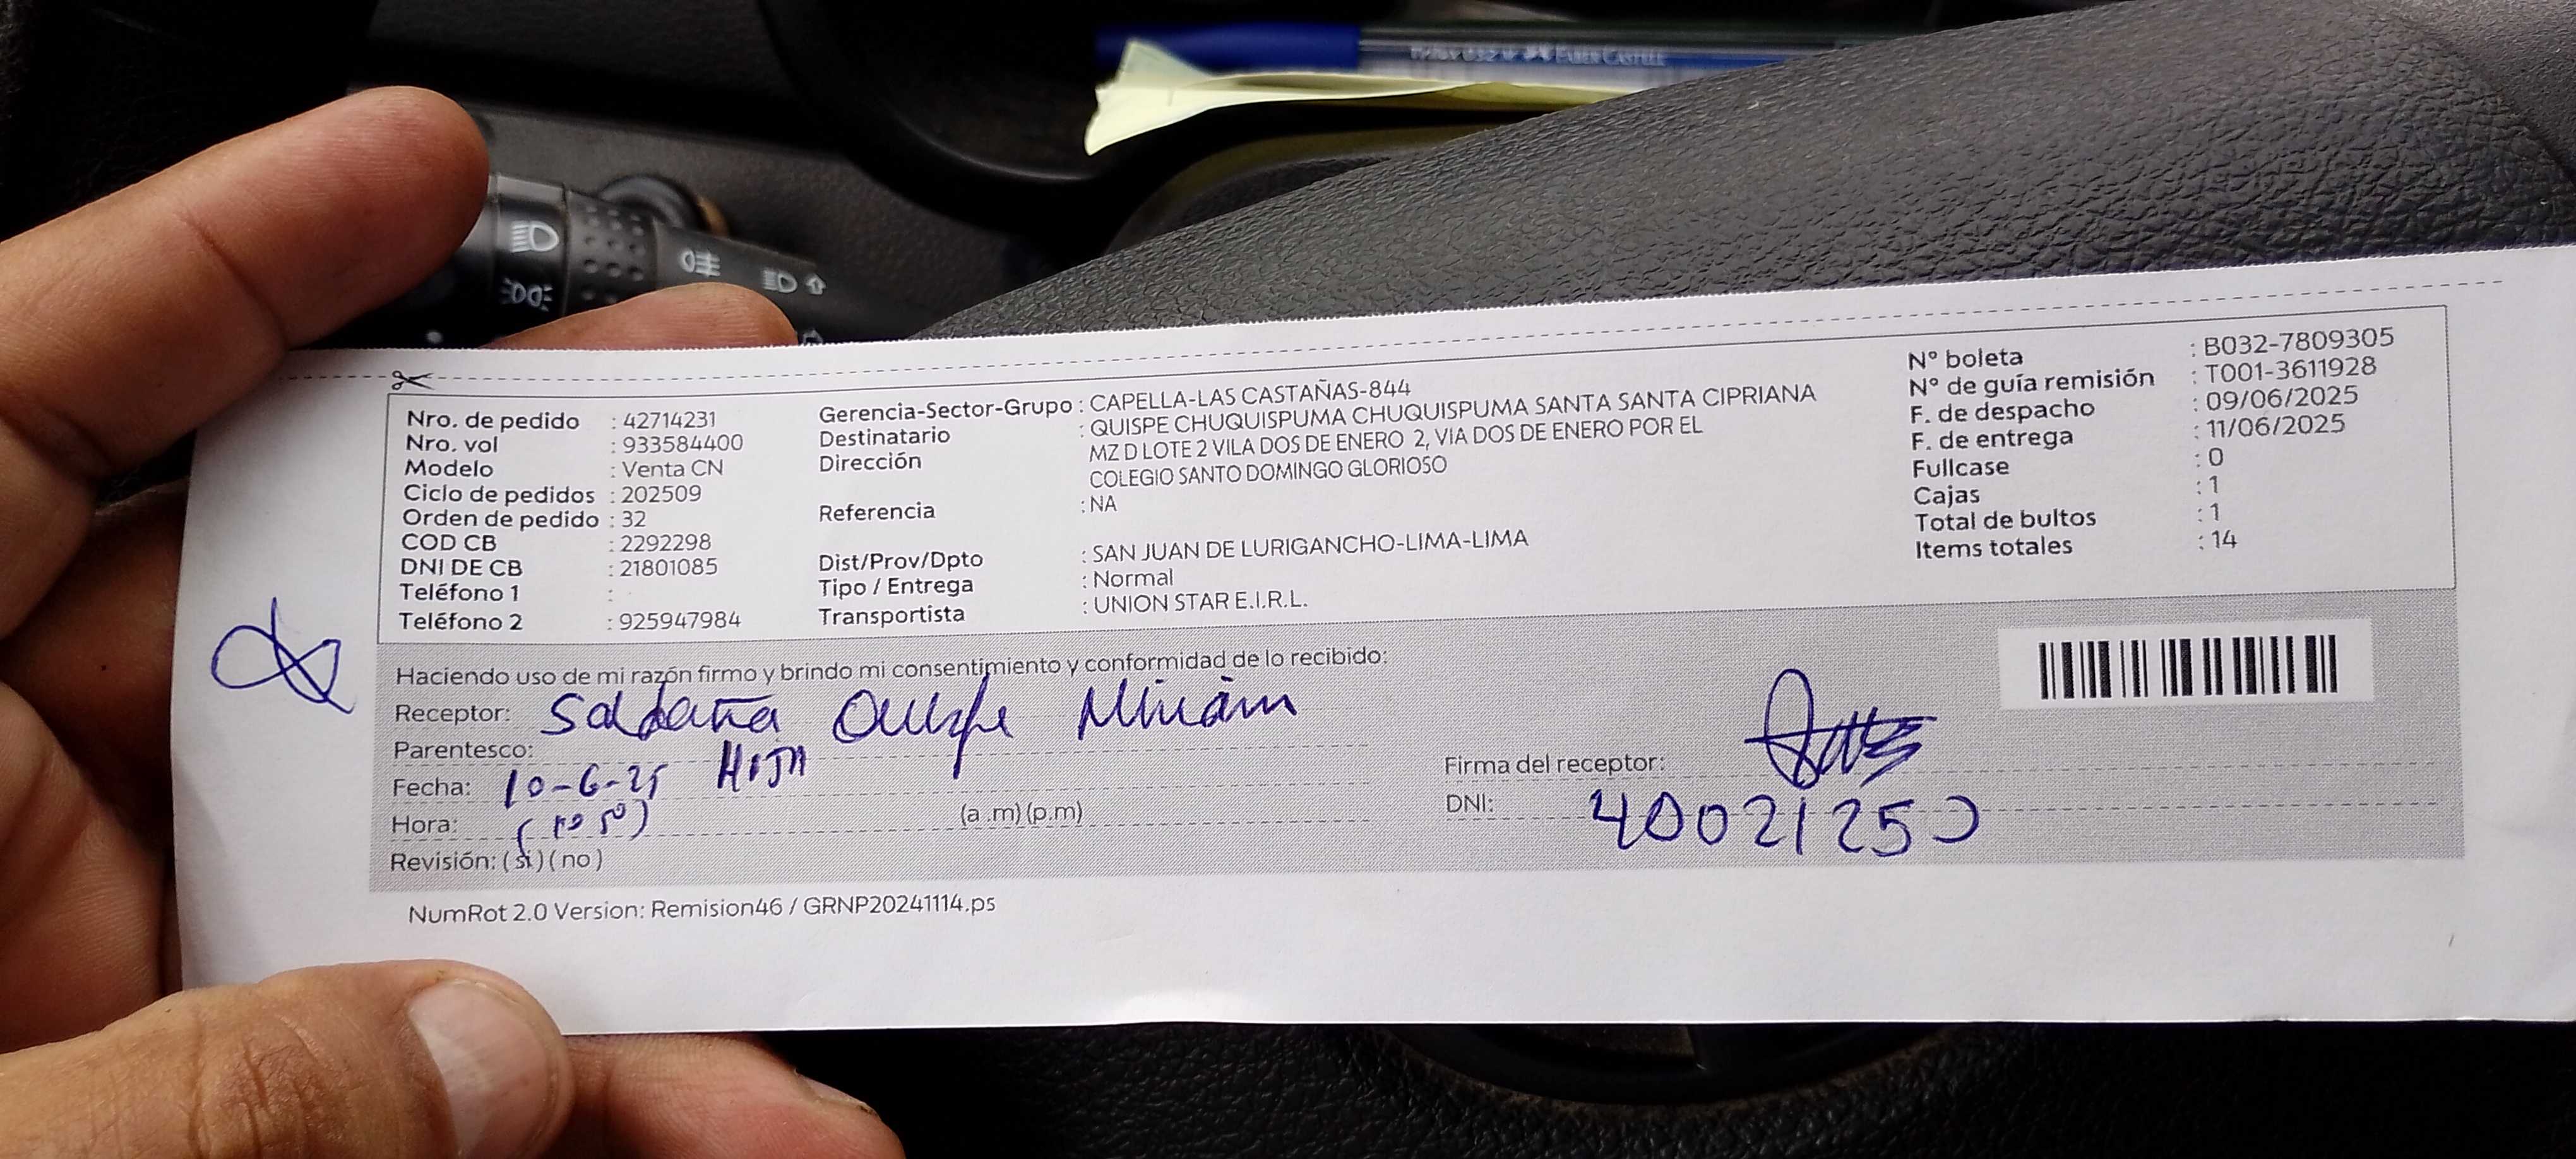 FABER-CASTELL
Nro. de pedido : 42714231
Nro. vol : 933584400
Modelo : Venta CN
Ciclo de pedidos : 202509
Orden de pedido : 32
COD CB : 2292298
DNI DE CB : 21801085
Teléfono 1 :
Teléfono 2 : 925947984
Gerencia-Sector-Grupo : CAPELLA-LAS CASTAÑAS-844
Destinatario : QUISPE CHUQUISPUMA CHUQUISPUMA SANTA SANTA CIPRIANA
Dirección MZ D LOTE 2 VILA DOS DE ENERO 2, VIA DOS DE ENERO POR EL
COLEGIO SANTO DOMINGO GLORIOSO
Referencia : NA
Dist/Prov/Dpto : SAN JUAN DE LURIGANCHO-LIMA-LIMA
Tipo / Entrega : Normal
Transportista : UNION STAR E.I.R.L.
N° boleta : B032-7809305
N° de guía remisión : T001-3611928
F. de despacho : 09/06/2025
F. de entrega : 11/06/2025
Fullcase : 0
Cajas : 1
Total de bultos : 1
Items totales : 14
Haciendo uso de mi razón firmo y brindo mi consentimiento y conformidad de lo recibido:
Receptor: Saldaña Quispe Miriam
Parentesco: HIJA
Fecha: 10-6-25
Hora: (a .m) (p.m)
Revisión: ( si ) ( no )
Firma del receptor:
DNI: 40021250
NumRot 2.0 Version: Remision46 / GRNP20241114.ps